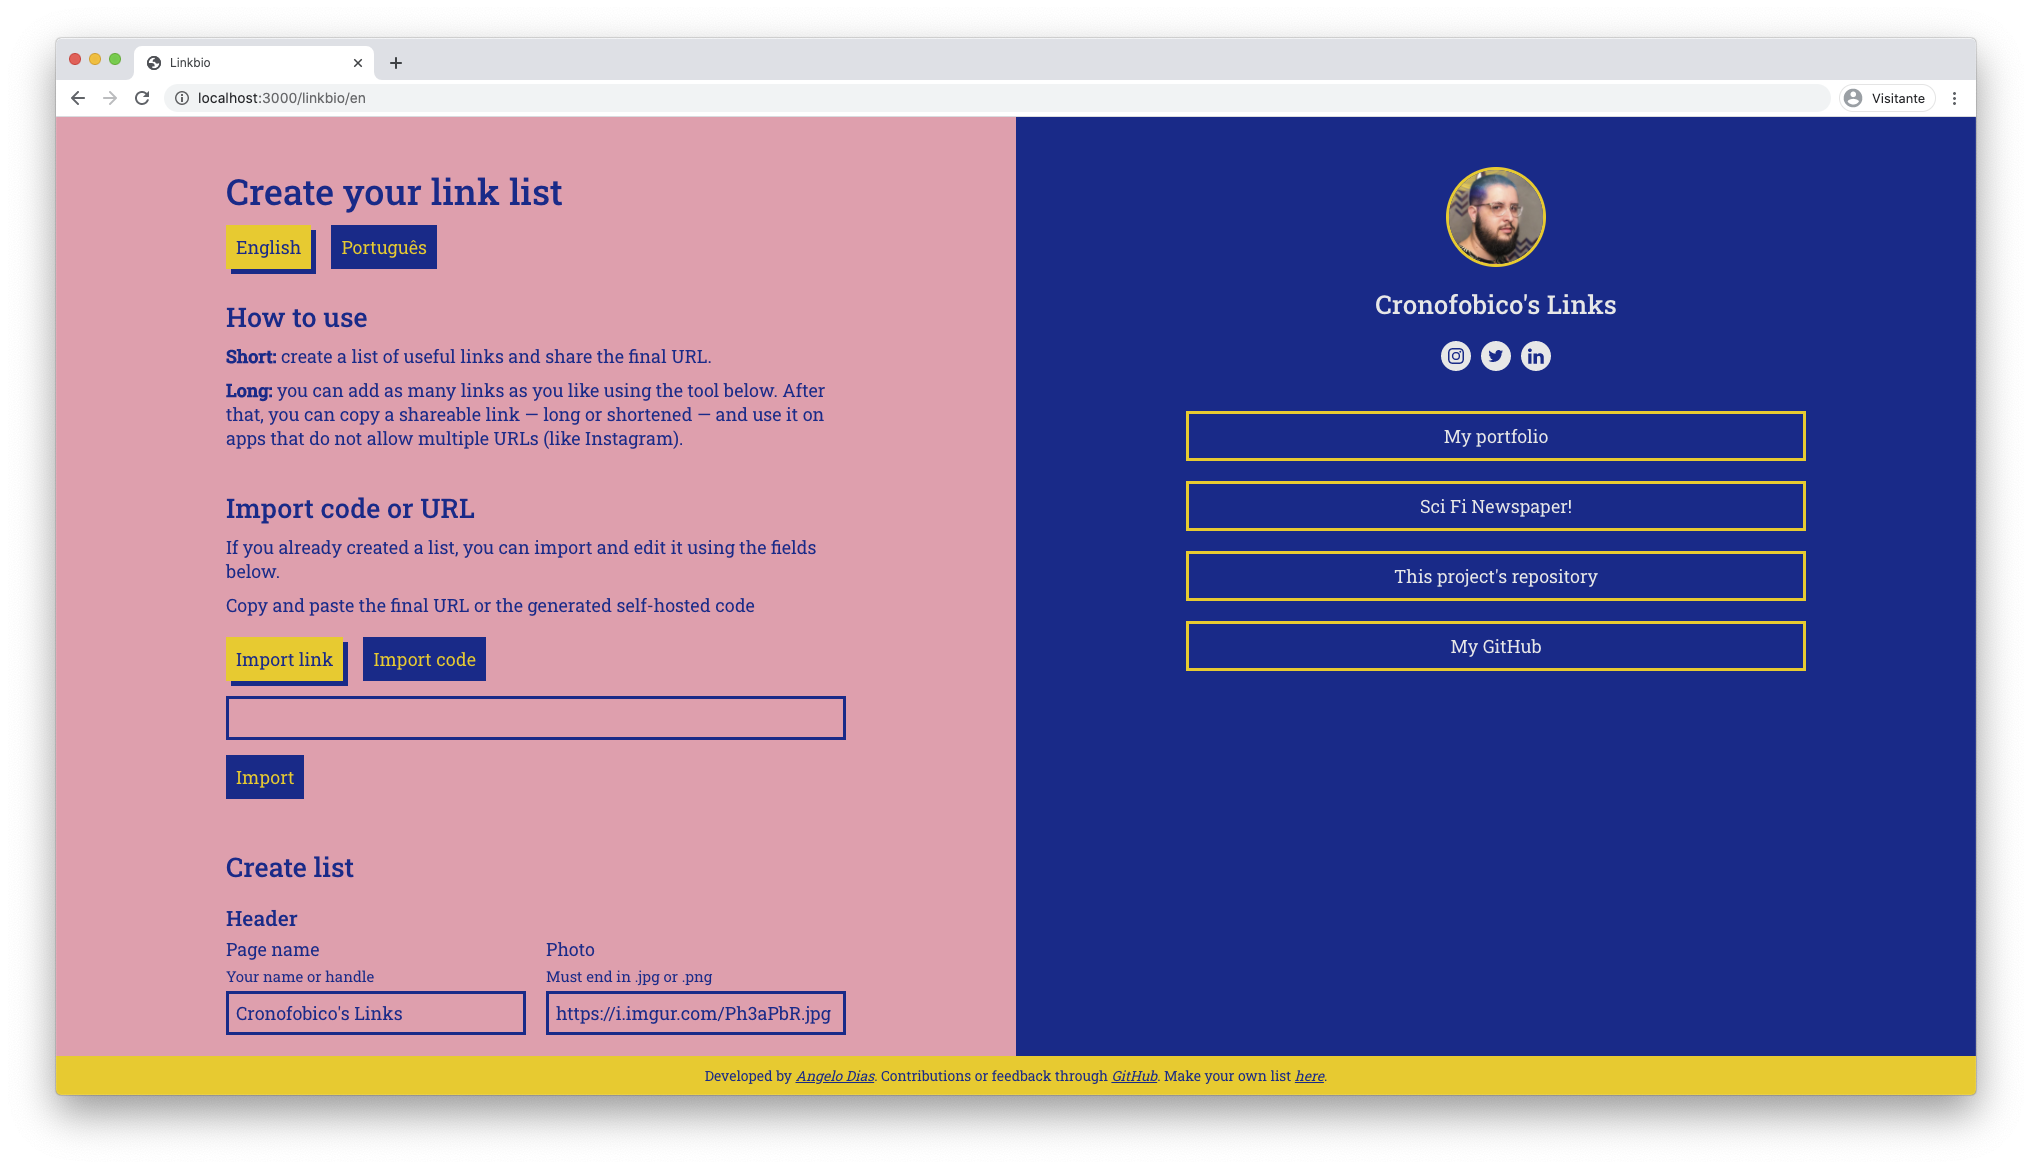 Linkbio
localhost:3000/linkbio/en
Visitante
Create your link list
English
Português
How to use
Short: create a list of useful links and share the final URL.
Long: you can add as many links as you like using the tool below. After
that, you can copy a shareable link — long or shortened — and use it on
apps that do not allow multiple URLs (like Instagram).
Import code or URL
If you already created a list, you can import and edit it using the fields
below.
Copy and paste the final URL or the generated self-hosted code
Import link
Import code
Import
Create list
Header
Page name
Your name or handle
Cronofobico's Links
Photo
Must end in .jpg or .png
https://i.imgur.com/Ph3aPbR.jpg
Cronofobico's Links
My portfolio
Sci Fi Newspaper!
This project's repository
My GitHub
Developed by Angelo Dias. Contributions or feedback through GitHub. Make your own list here.